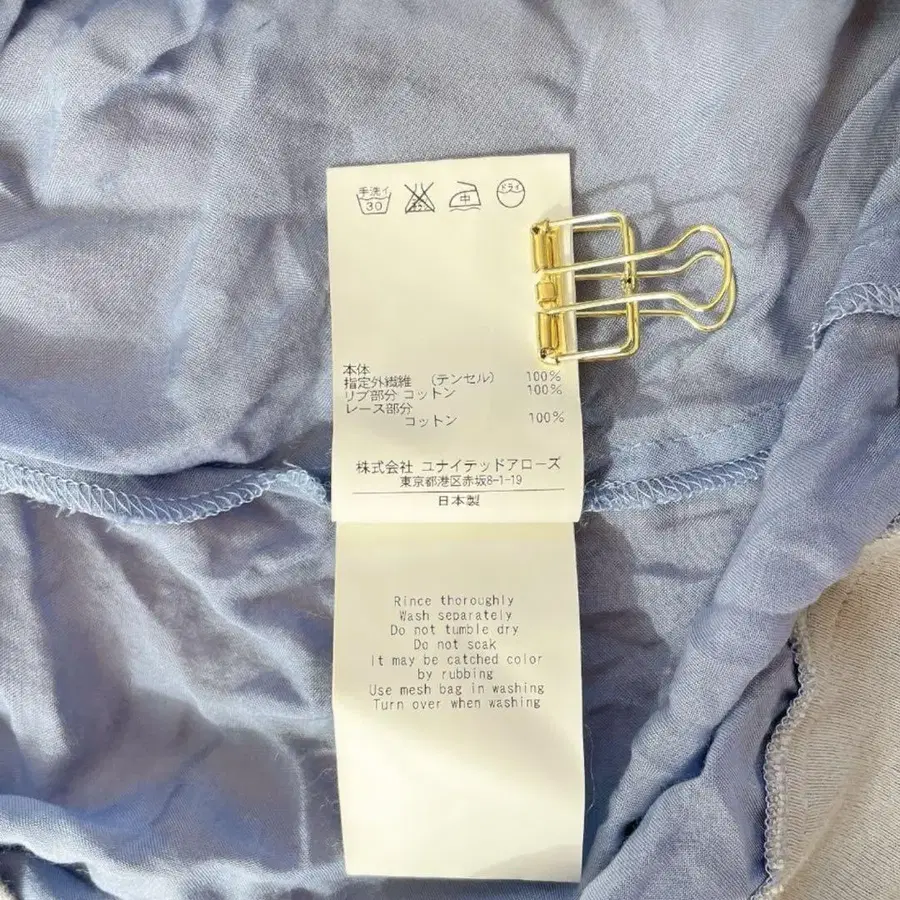 手洗イ
30
中
ドライ
本体
指定外繊維 (テンセル) 100%
リブ部分 コットン 100%
レース部分
コットン 100%
株式会社 ユナイテッドアローズ
東京都港区赤坂8-1-19
日本製
Rince thoroughly
Wash separately
Do not tumble dry
Do not soak
It may be catched color
by rubbing
Use mesh bag in washing
Turn over when washing